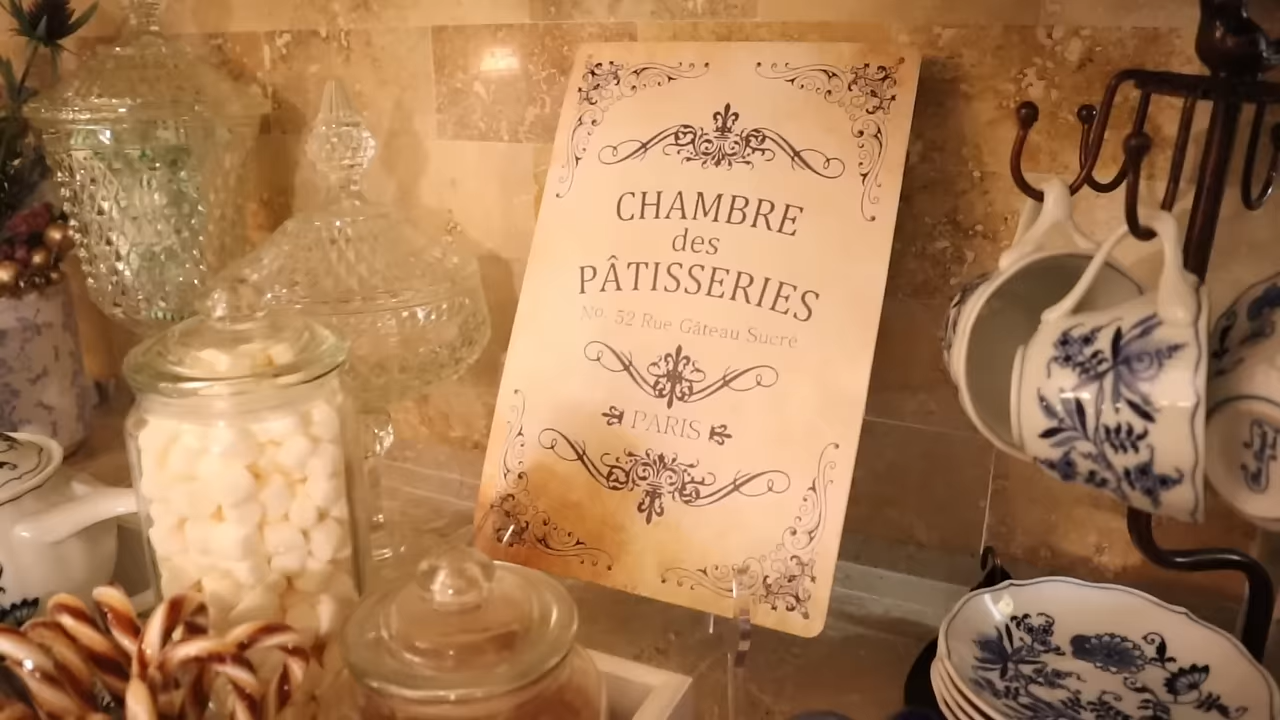 CHAMBRE
des
PÂTISSERIES
No. 52 Rue Gâteau Sucré
PARIS